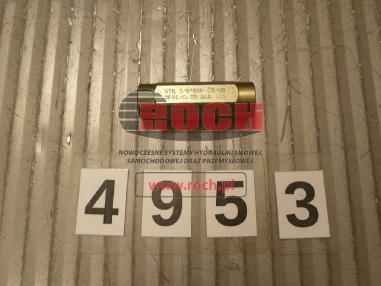 ROCH
NOWOCZESNE SYSTEMY HYDRAULIKI SIŁOWEJ,
SAMOCHODOWEJ ORAZ PRZEMYSŁOWEJ.
www.roch.pl
4 9 5 3